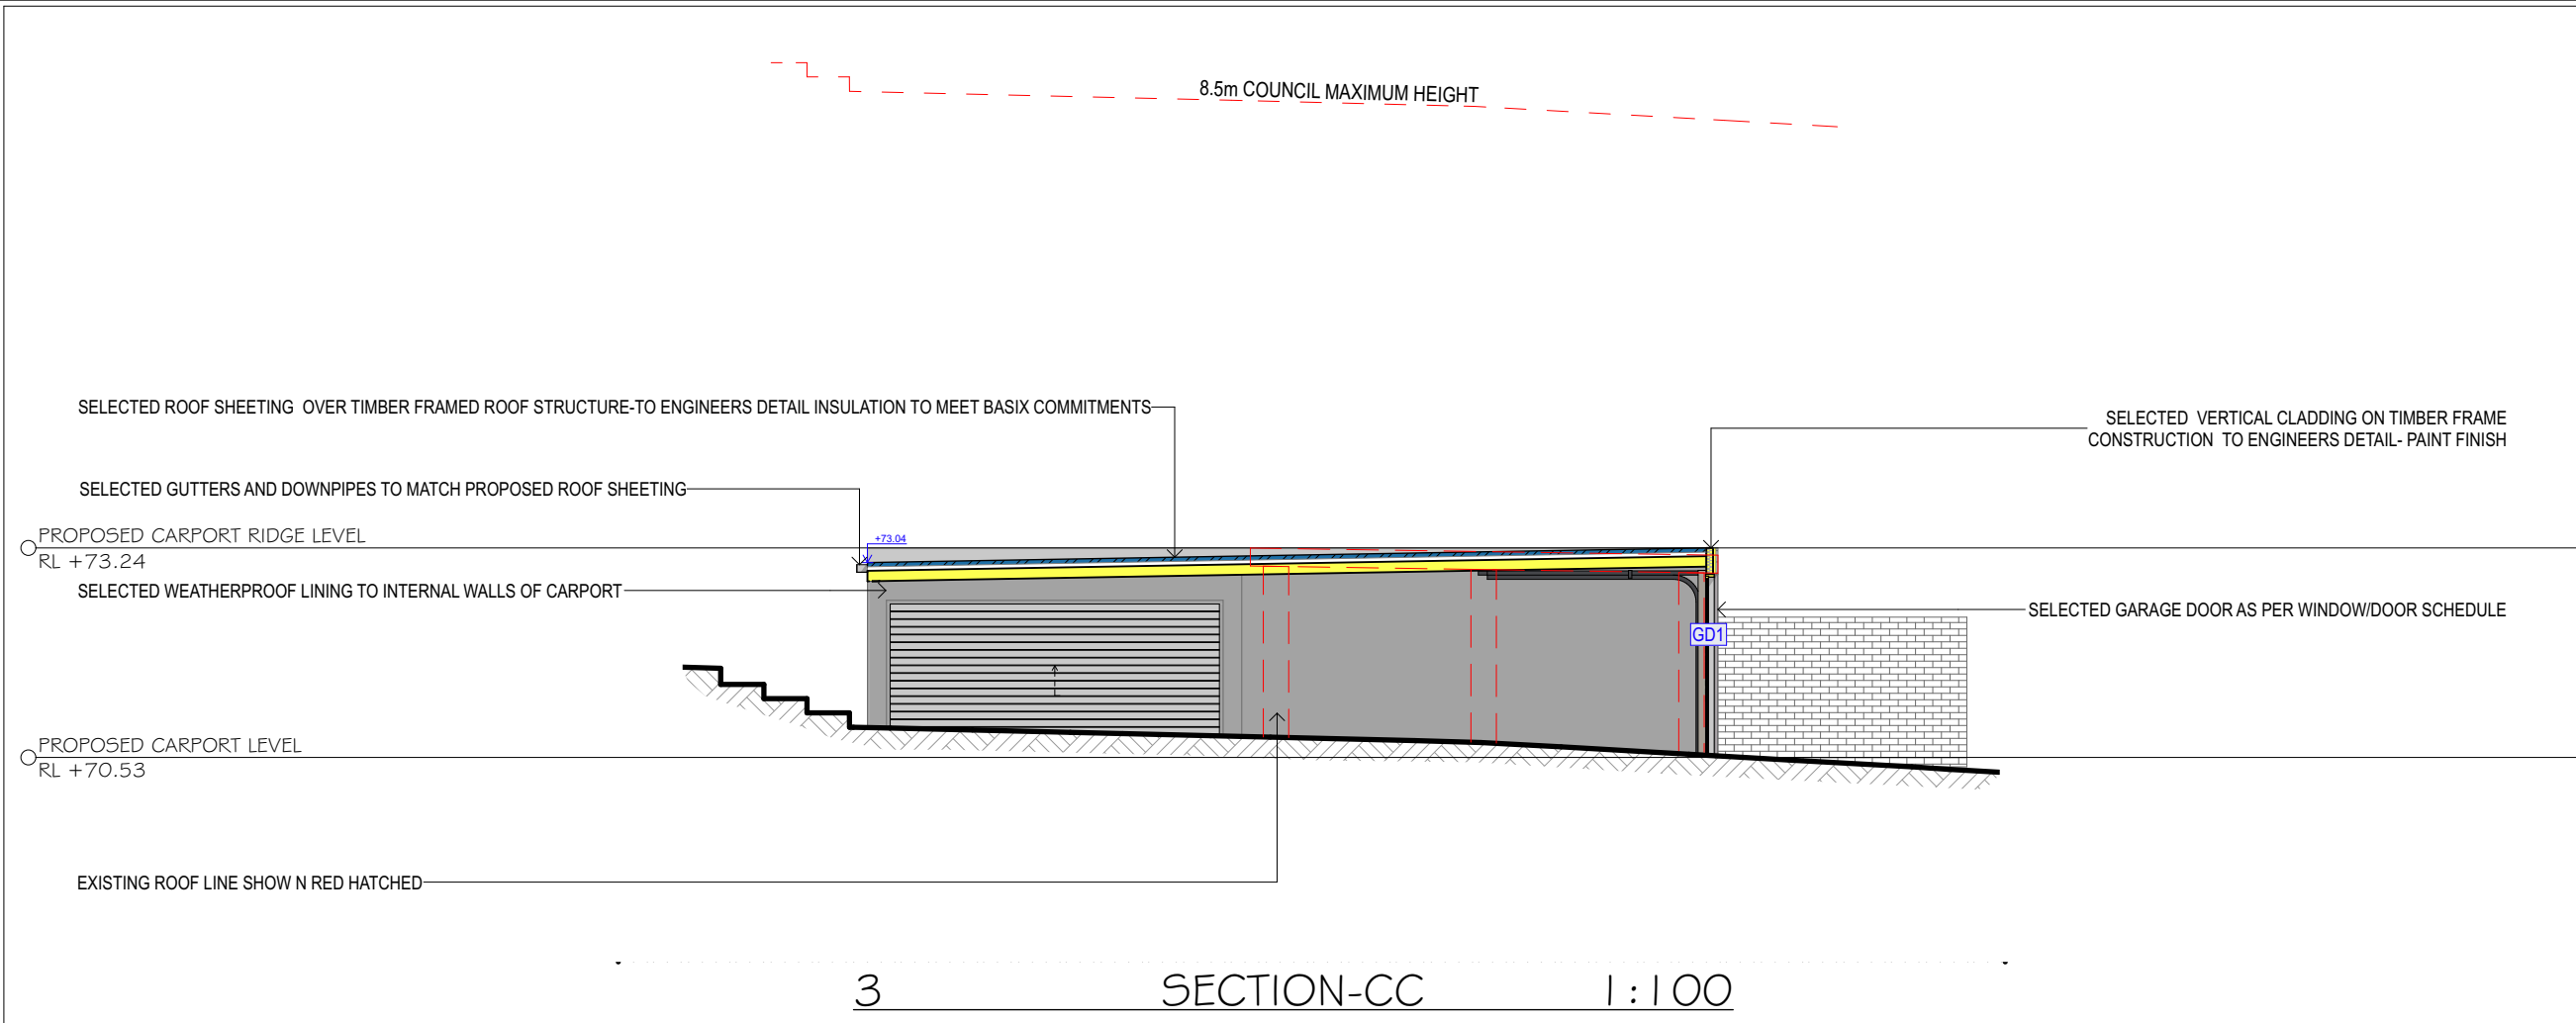 8.5m COUNCIL MAXIMUM HEIGHT
SELECTED ROOF SHEETING OVER TIMBER FRAMED ROOF STRUCTURE-TO ENGINEERS DETAIL INSULATION TO MEET BASIX COMMITMENTS
SELECTED VERTICAL CLADDING ON TIMBER FRAME
CONSTRUCTION TO ENGINEERS DETAIL- PAINT FINISH
SELECTED GUTTERS AND DOWNPIPES TO MATCH PROPOSED ROOF SHEETING
PROPOSED CARPORT RIDGE LEVEL
RL +73.24
+73.04
SELECTED WEATHERPROOF LINING TO INTERNAL WALLS OF CARPORT
SELECTED GARAGE DOOR AS PER WINDOW/DOOR SCHEDULE
GD1
PROPOSED CARPORT LEVEL
RL +70.53
EXISTING ROOF LINE SHOW N RED HATCHED
3 SECTION-CC 1:100